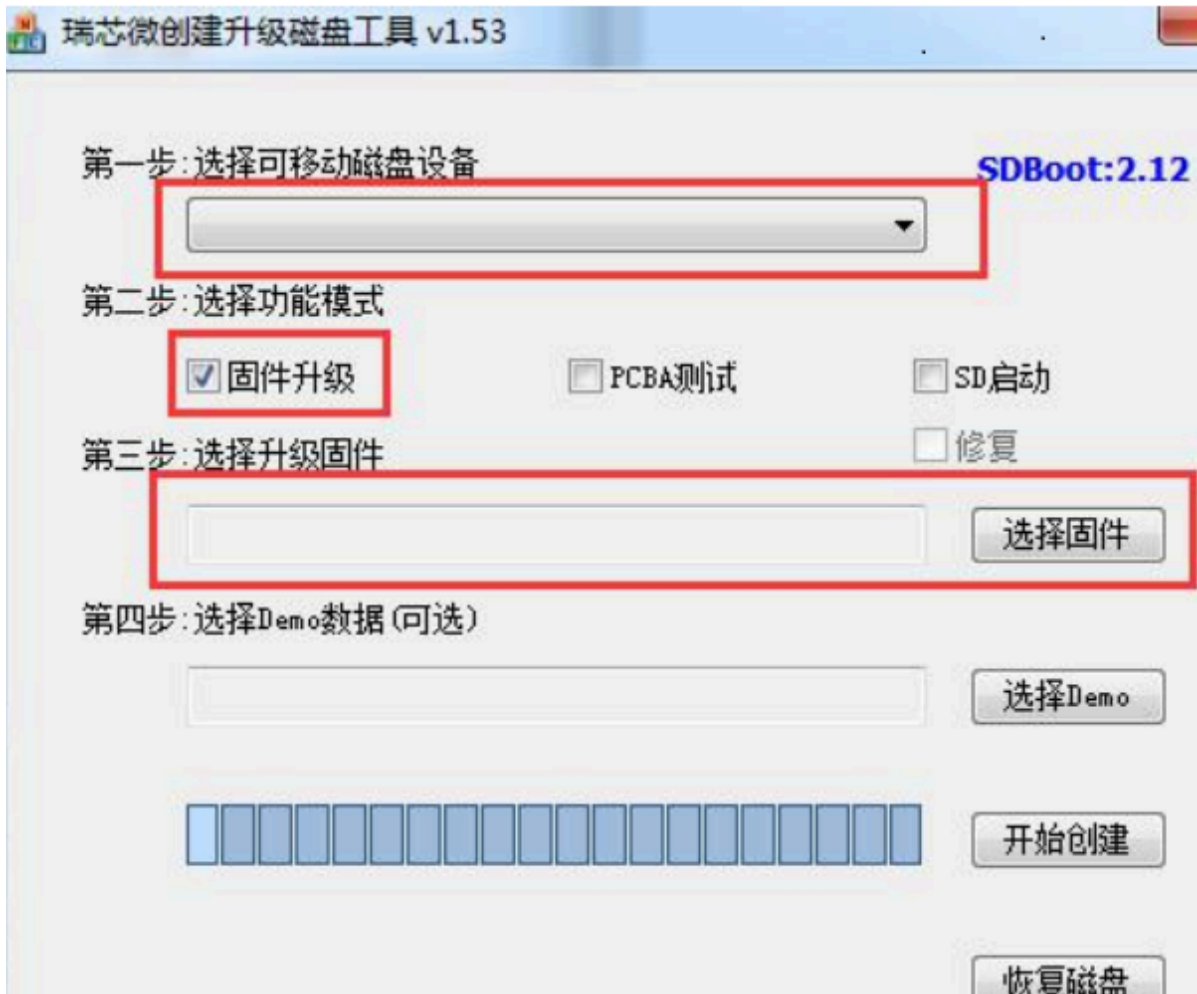 瑞芯微创建升级磁盘工具 v1.53
第一步:选择可移动磁盘设备
SDBoot:2.12
第二步:选择功能模式
固件升级
PCBA测试
SD启动
修复
第三步:选择升级固件
选择固件
第四步:选择Demo数据(可选)
选择Demo
开始创建
恢复磁盘